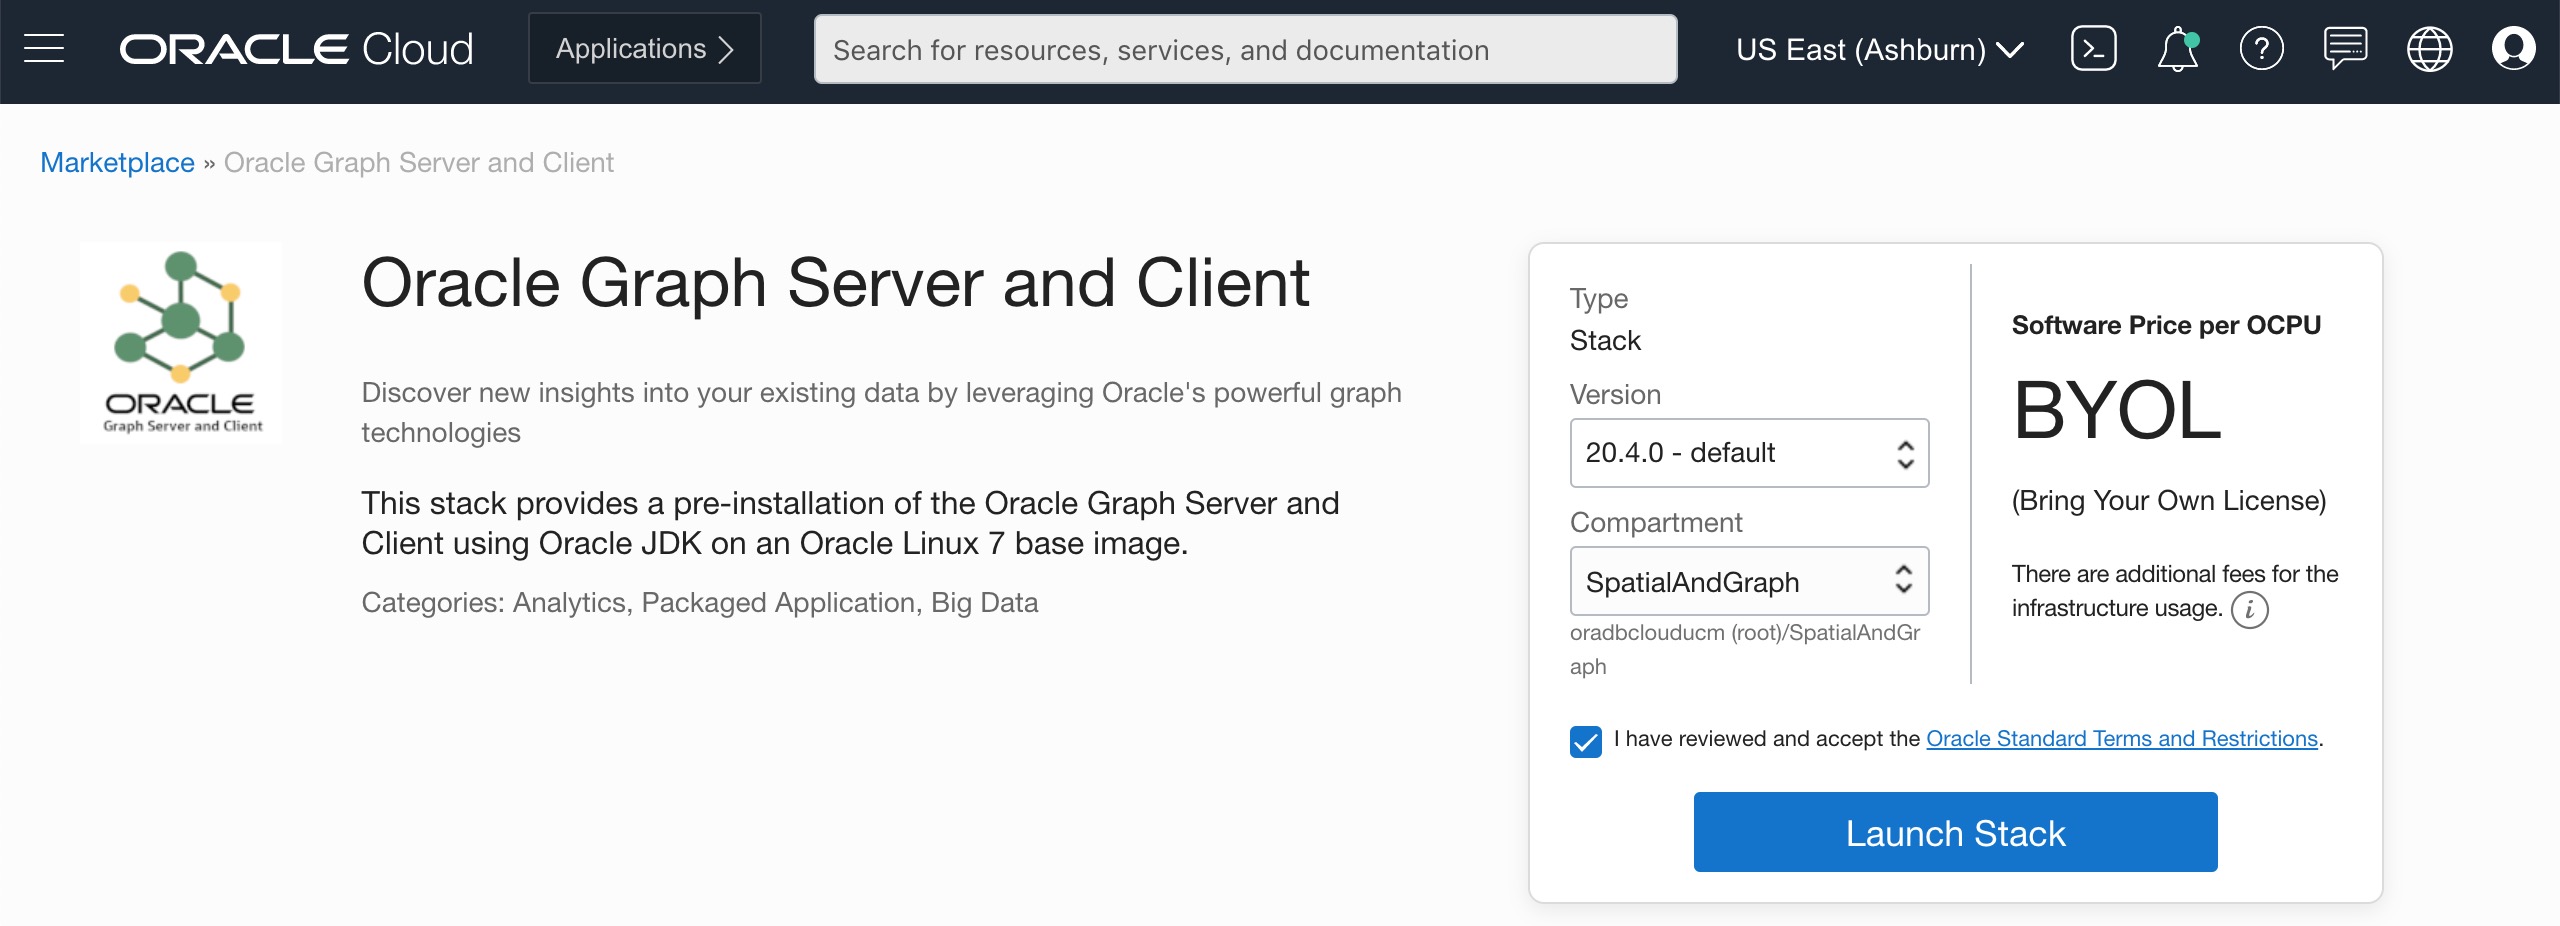 ORACLE Cloud
Applications
Search for resources, services, and documentation
US East (Ashburn)
Marketplace » Oracle Graph Server and Client
ORACLE
Graph Server and Client
Oracle Graph Server and Client
Discover new insights into your existing data by leveraging Oracle's powerful graph
technologies
This stack provides a pre-installation of the Oracle Graph Server and
Client using Oracle JDK on an Oracle Linux 7 base image.
Categories: Analytics, Packaged Application, Big Data
Type
Stack
Version
20.4.0 - default
Compartment
SpatialAndGraph
oradbclouducm (root)/SpatialAndGr
aph
Software Price per OCPU
BYOL
(Bring Your Own License)
There are additional fees for the
infrastructure usage.
I have reviewed and accept the Oracle Standard Terms and Restrictions.
Launch Stack